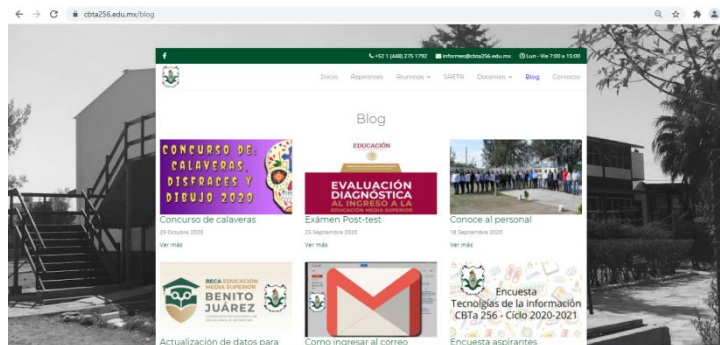 cbta256.edu.mx/blog
+52 1 (448) 275 1792 informes@cbta256.edu.mx Lun - Vie 7:00 a 15:00
Inicio Aspirantes Alumnos SAETA Docentes Blog Contacto
Blog
CONCURSO DE:
CALAVERAS,
DISFRACES Y
DIBUJO 2020
Concurso de calaveras
29 Octubre 2020
Ver más
EDUCACIÓN
EVALUACIÓN
DIAGNÓSTICA
AL INGRESO A LA
EDUCACIÓN MEDIA SUPERIOR
Exámen Post-test
25 Septiembre 2020
Ver más
Conoce al personal
18 Septiembre 2020
Ver más
BECA EDUCACIÓN
MEDIA SUPERIOR
BENITO
JUÁREZ
Actualización de datos para
Como ingresar al correo
Encuesta
Tecnolgías de la información
CBTa 256 - Ciclo 2020-2021
Encuesta aspirantes